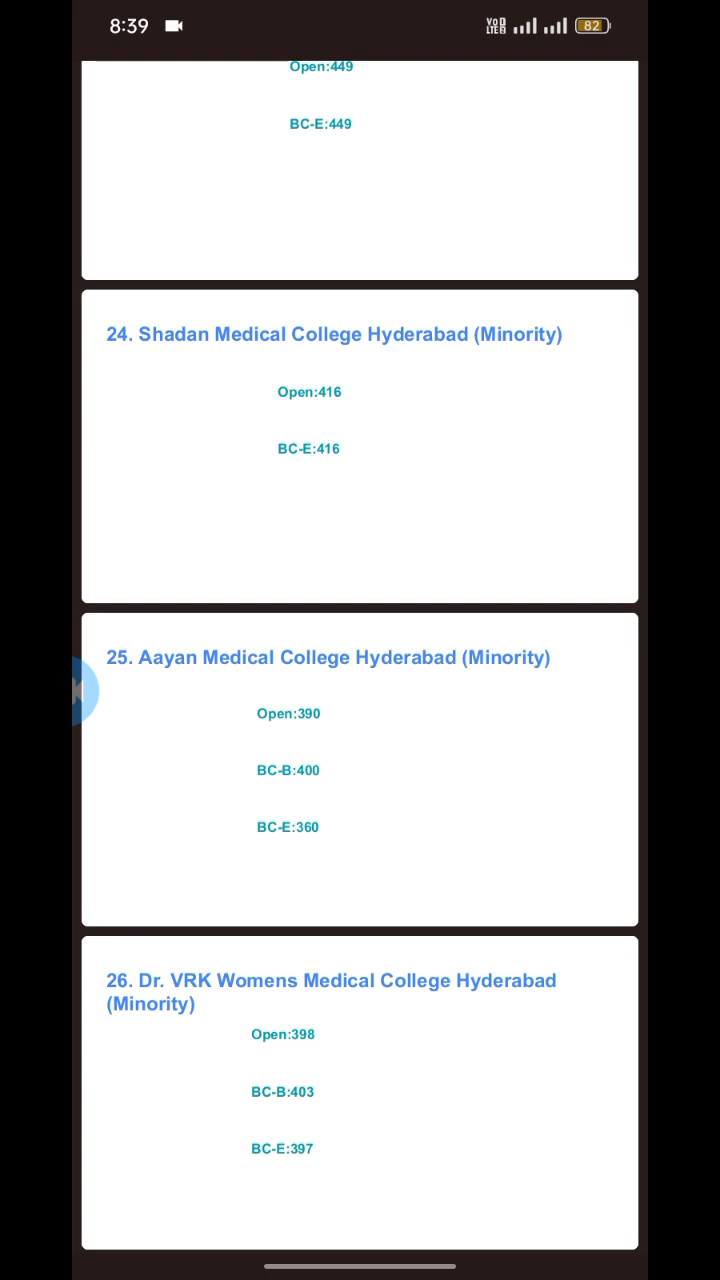 8:39
Vo LTE 82
Open:449
BC-E:449
24. Shadan Medical College Hyderabad (Minority)
Open:416
BC-E:416
25. Aayan Medical College Hyderabad (Minority)
Open:390
BC-B:400
BC-E:360
26. Dr. VRK Womens Medical College Hyderabad
(Minority)
Open:398
BC-B:403
BC-E:397